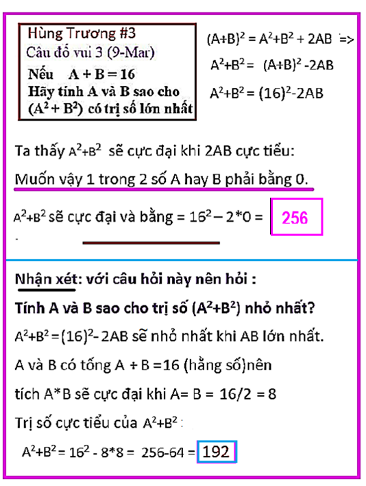 Hùng Trương #3
Câu đố vui 3 (9-Mar)
Nếu A + B = 16
Hãy tính A và B sao cho
(A² + B²) có trị số lớn nhất
(A+B)² = A²+B² + 2AB =>
A²+B² = (A+B)² -2AB
A²+B² = (16)²-2AB
Ta thấy A²+B² sẽ cực đại khi 2AB cực tiểu:
Muốn vậy 1 trong 2 số A hay B phải bằng 0.
A²+B² sẽ cực đại và bằng = 16² – 2*0 = 256
Nhận xét: với câu hỏi này nên hỏi :
Tính A và B sao cho trị số (A²+B²) nhỏ nhất?
A²+B² =(16)²- 2AB sẽ nhỏ nhất khi AB lớn nhất.
A và B có tổng A + B =16 (hằng số)nên
tích A*B sẽ cực đại khi A= B = 16/2 = 8
Trị số cực tiểu của A²+B² :
A²+B² = 16² - 8*8 = 256-64 = 192